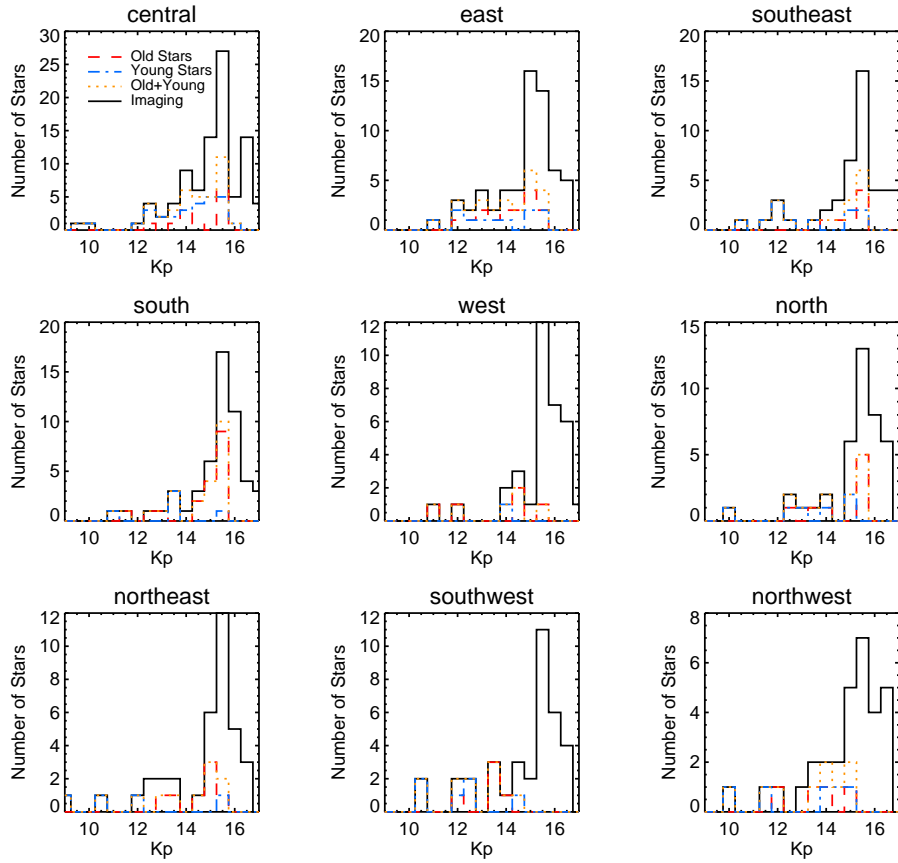 central
east
southeast
Number of Stars
30
25
20
15
10
5
0
Old Stars
Young Stars
Old+Young
Imaging
10 12 14 16
Kp
Number of Stars
20
15
10
5
0
10 12 14 16
Kp
Number of Stars
20
15
10
5
0
10 12 14 16
Kp
south
west
north
Number of Stars
20
15
10
5
0
10 12 14 16
Kp
Number of Stars
12
10
8
6
4
2
0
10 12 14 16
Kp
Number of Stars
15
10
5
0
10 12 14 16
Kp
northeast
southwest
northwest
Number of Stars
12
10
8
6
4
2
0
10 12 14 16
Kp
Number of Stars
12
10
8
6
4
2
0
10 12 14 16
Kp
Number of Stars
8
6
4
2
0
10 12 14 16
Kp